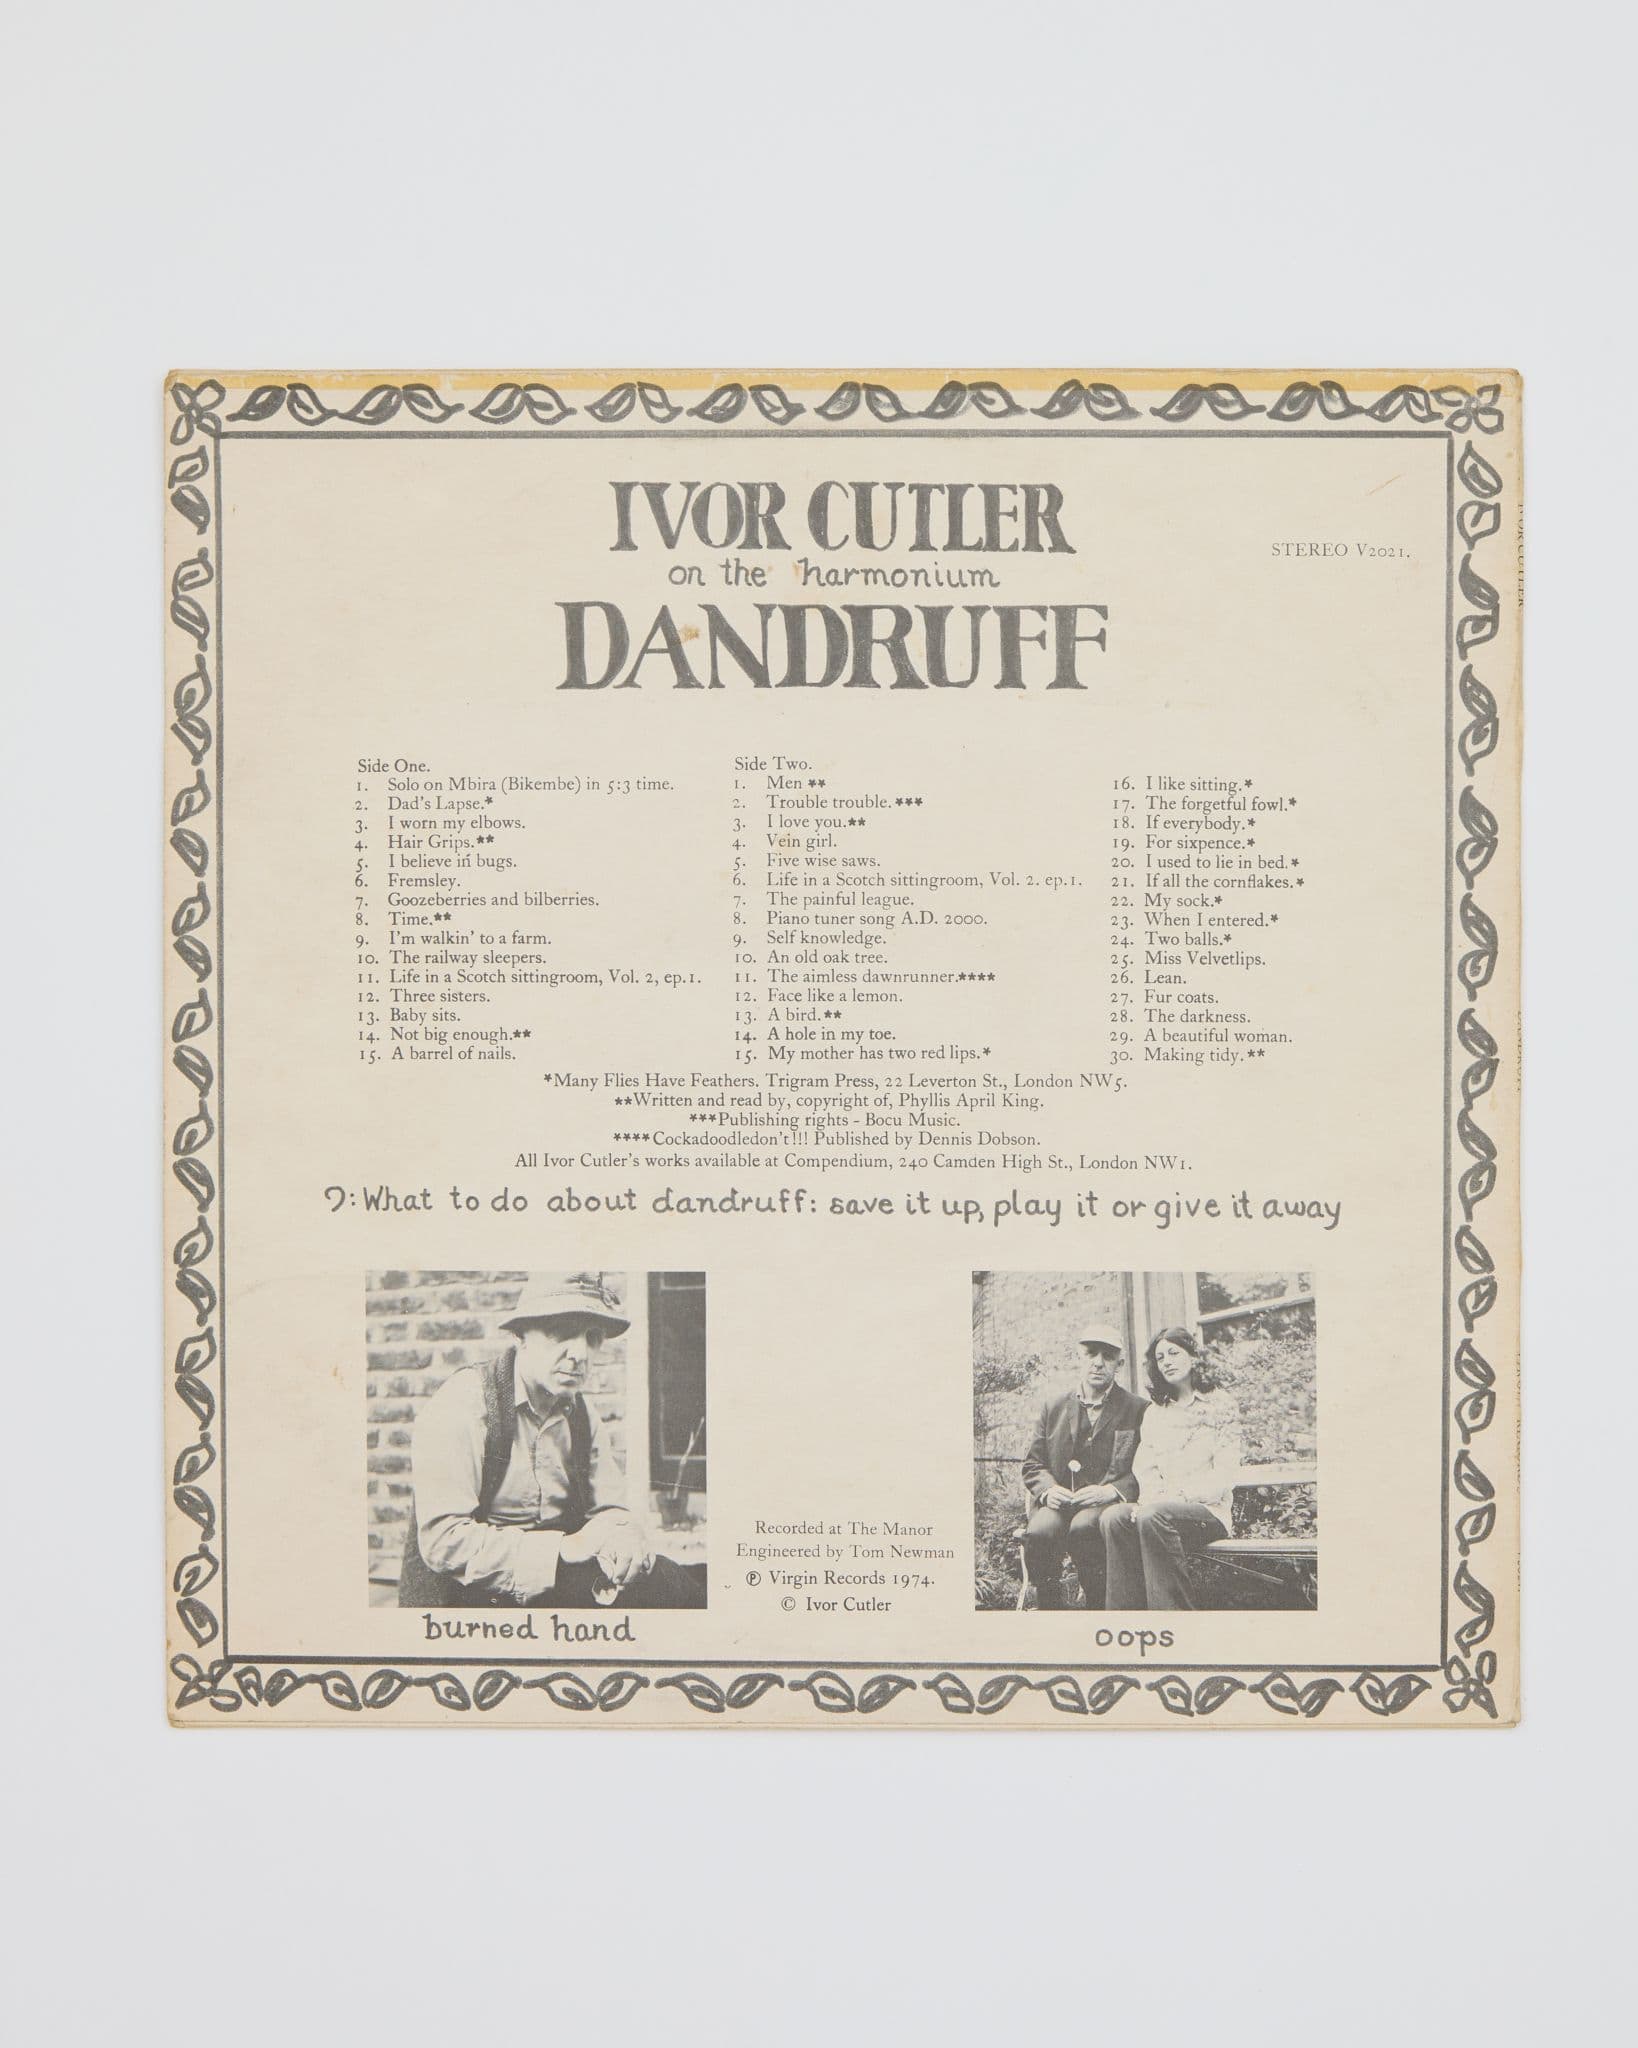 IVOR CUTLER
on the harmonium
DANDRUFF
STEREO V2021.
Side One.
1. Solo on Mbira (Bikembe) in 5:3 time.
2. Dad's Lapse.*
3. I worn my elbows.
4. Hair Grips.**
5. I believe in bugs.
6. Fremsley.
7. Goozeberries and bilberries.
8. Time.**
9. I'm walkin' to a farm.
10. The railway sleepers.
11. Life in a Scotch sittingroom, Vol. 2, ep.1.
12. Three sisters.
13. Baby sits.
14. Not big enough.**
15. A barrel of nails.
Side Two.
1. Men **
2. Trouble trouble.***
3. I love you.**
4. Vein girl.
5. Five wise saws.
6. Life in a Scotch sittingroom, Vol. 2. ep.1.
7. The painful league.
8. Piano tuner song A.D. 2000.
9. Self knowledge.
10. An old oak tree.
11. The aimless dawnrunner.****
12. Face like a lemon.
13. A bird.**
14. A hole in my toe.
15. My mother has two red lips.*
16. I like sitting.*
17. The forgetful fowl.*
18. If everybody.*
19. For sixpence.*
20. I used to lie in bed.*
21. If all the cornflakes.*
22. My sock.*
23. When I entered.*
24. Two balls.*
25. Miss Velvetlips.
26. Lean.
27. Fur coats.
28. The darkness.
29. A beautiful woman.
30. Making tidy.**
*Many Flies Have Feathers. Trigram Press, 22 Leverton St., London NW5.
**Written and read by, copyright of, Phyllis April King.
***Publishing rights - Bocu Music.
****Cockadoodledon't!!! Published by Dennis Dobson.
All Ivor Cutler's works available at Compendium, 240 Camden High St., London NW1.
What to do about dandruff: save it up, play it or give it away
Recorded at The Manor
Engineered by Tom Newman
℗ Virgin Records 1974.
© Ivor Cutler
burned hand
oops